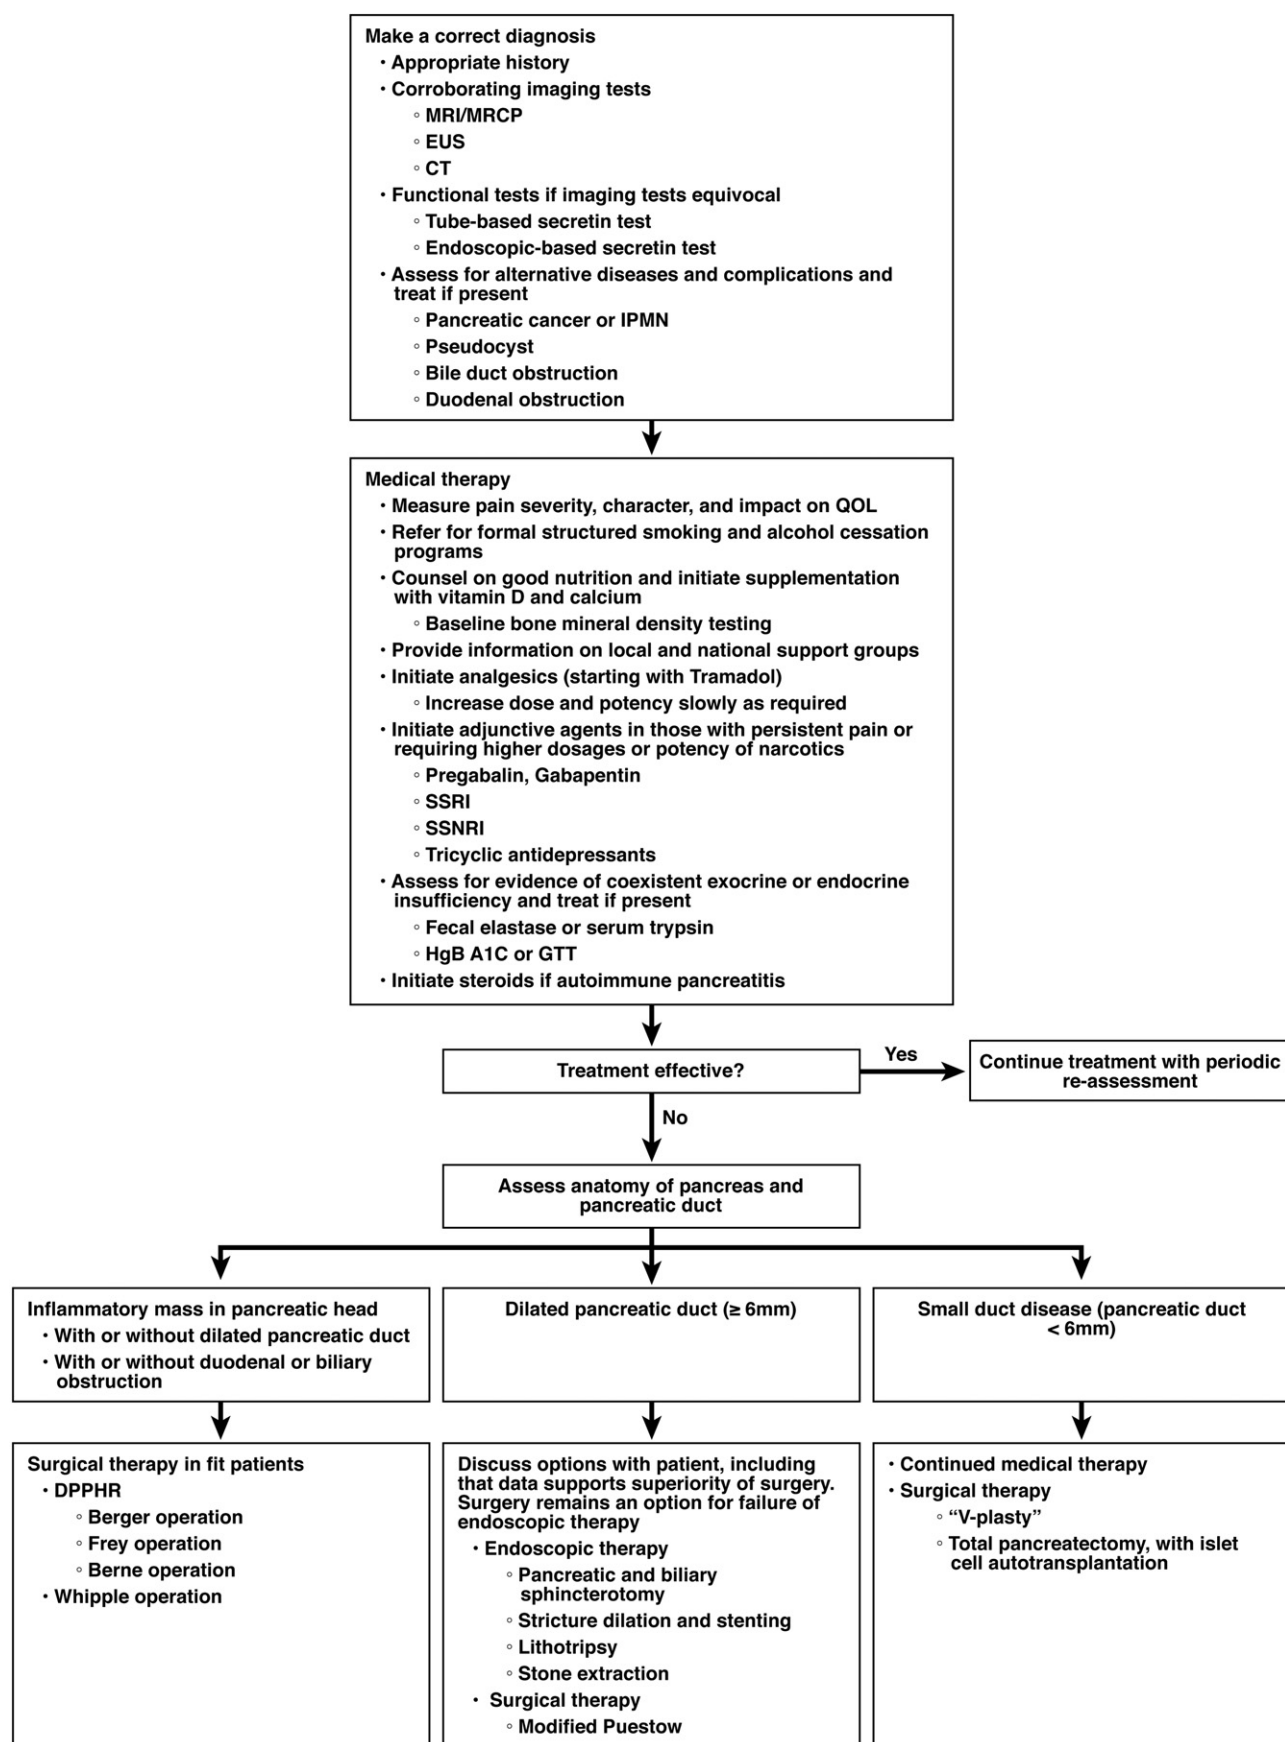 Make a correct diagnosis
• Appropriate history
• Corroborating imaging tests
◦ MRI/MRCP
◦ EUS
◦ CT
• Functional tests if imaging tests equivocal
◦ Tube-based secretin test
◦ Endoscopic-based secretin test
• Assess for alternative diseases and complications and
treat if present
◦ Pancreatic cancer or IPMN
◦ Pseudocyst
◦ Bile duct obstruction
◦ Duodenal obstruction
Medical therapy
• Measure pain severity, character, and impact on QOL
• Refer for formal structured smoking and alcohol cessation
programs
• Counsel on good nutrition and initiate supplementation
with vitamin D and calcium
◦ Baseline bone mineral density testing
• Provide information on local and national support groups
• Initiate analgesics (starting with Tramadol)
◦ Increase dose and potency slowly as required
• Initiate adjunctive agents in those with persistent pain or
requiring higher dosages or potency of narcotics
◦ Pregabalin, Gabapentin
◦ SSRI
◦ SSNRI
◦ Tricyclic antidepressants
• Assess for evidence of coexistent exocrine or endocrine
insufficiency and treat if present
◦ Fecal elastase or serum trypsin
◦ HgB A1C or GTT
• Initiate steroids if autoimmune pancreatitis
Treatment effective?
Yes
Continue treatment with periodic
re-assessment
No
Assess anatomy of pancreas and
pancreatic duct
Inflammatory mass in pancreatic head
• With or without dilated pancreatic duct
• With or without duodenal or biliary
obstruction
Dilated pancreatic duct (≥ 6mm)
Small duct disease (pancreatic duct
< 6mm)
Surgical therapy in fit patients
• DPPHR
◦ Berger operation
◦ Frey operation
◦ Berne operation
• Whipple operation
Discuss options with patient, including
that data supports superiority of surgery.
Surgery remains an option for failure of
endoscopic therapy
• Endoscopic therapy
◦ Pancreatic and biliary
sphincterotomy
◦ Stricture dilation and stenting
◦ Lithotripsy
◦ Stone extraction
• Surgical therapy
◦ Modified Puestow
• Continued medical therapy
• Surgical therapy
◦ “V-plasty”
◦ Total pancreatectomy, with islet
cell autotransplantation